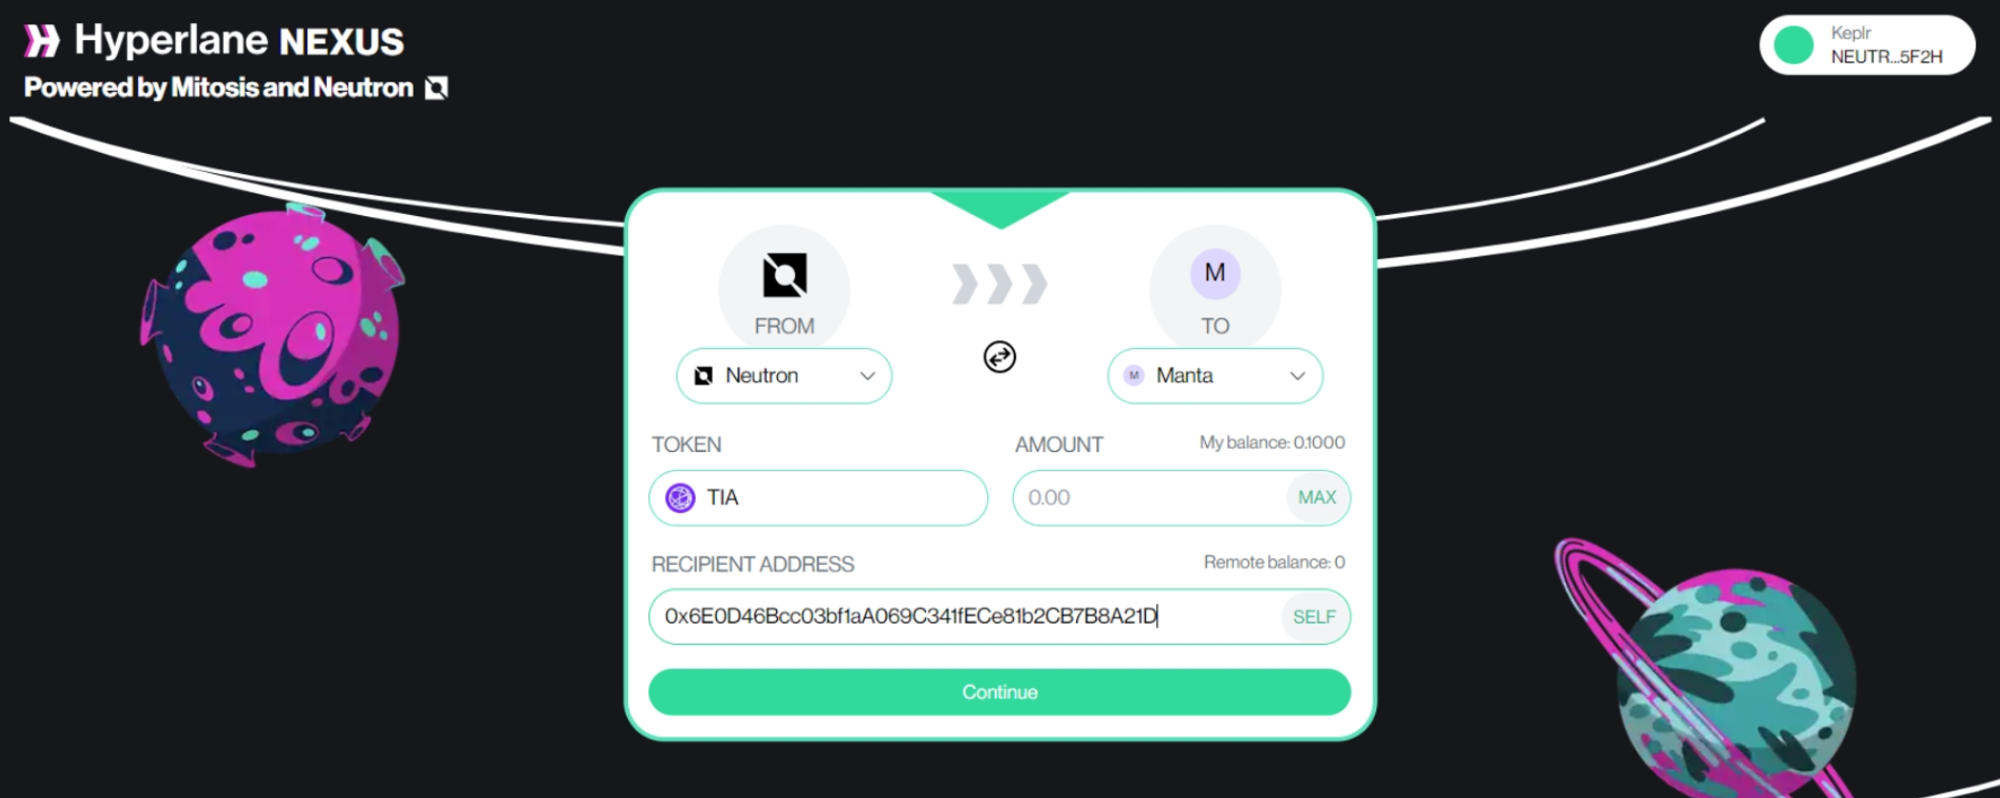 Hyperlane NEXUS
Powered by Mitosis and Neutron
Keplr
NEUTR...5F2H
M
FROM
TO
Neutron
M Manta
TOKEN
AMOUNT
My balance: 0.1000
TIA
0.00
MAX
RECIPIENT ADDRESS
Remote balance: 0
0x6E0D46Bcc03bf1aA069C341fECe81b2CB7B8A21D
SELF
Continue